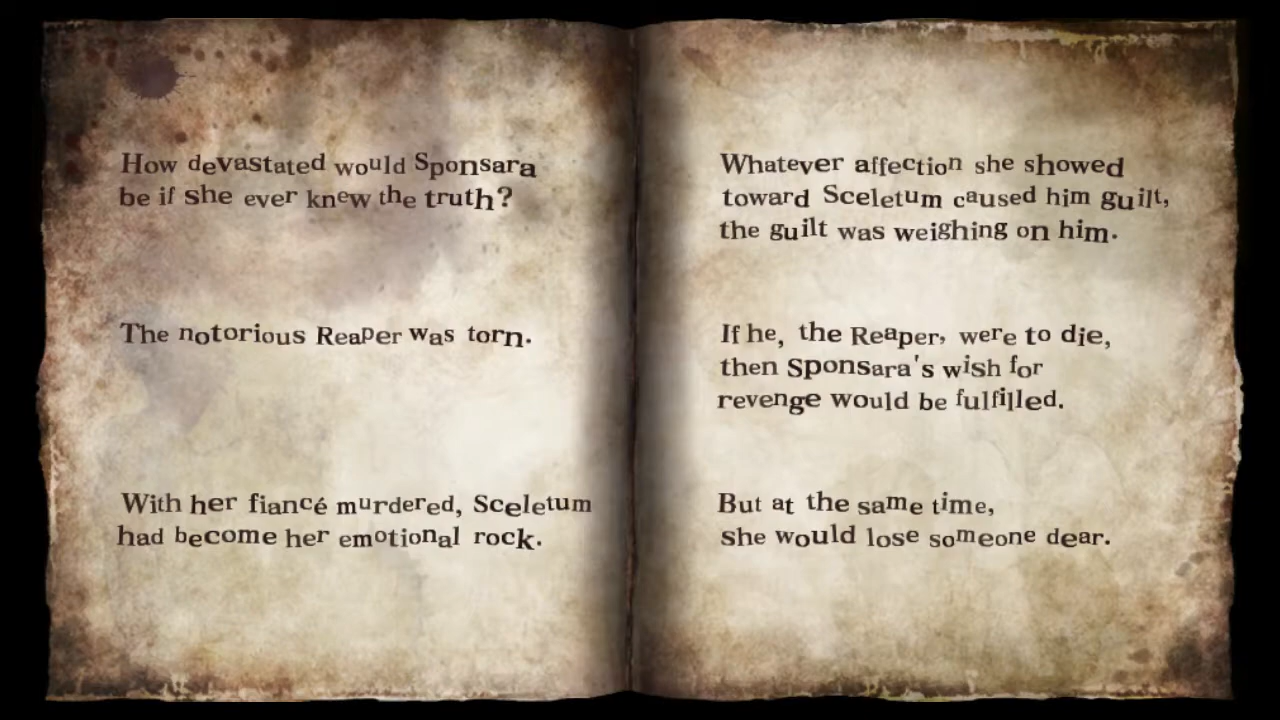 How devastated would Sponsara
be if she ever knew the truth?
The notorious Reaper was torn.
With her fiancé murdered, Sceletum
had become her emotional rock.
Whatever affection she showed
toward Sceletum caused him guilt,
the guilt was weighing on him.
If he, the Reaper, were to die,
then Sponsara's wish for
revenge would be fulfilled.
But at the same time,
she would lose someone dear.